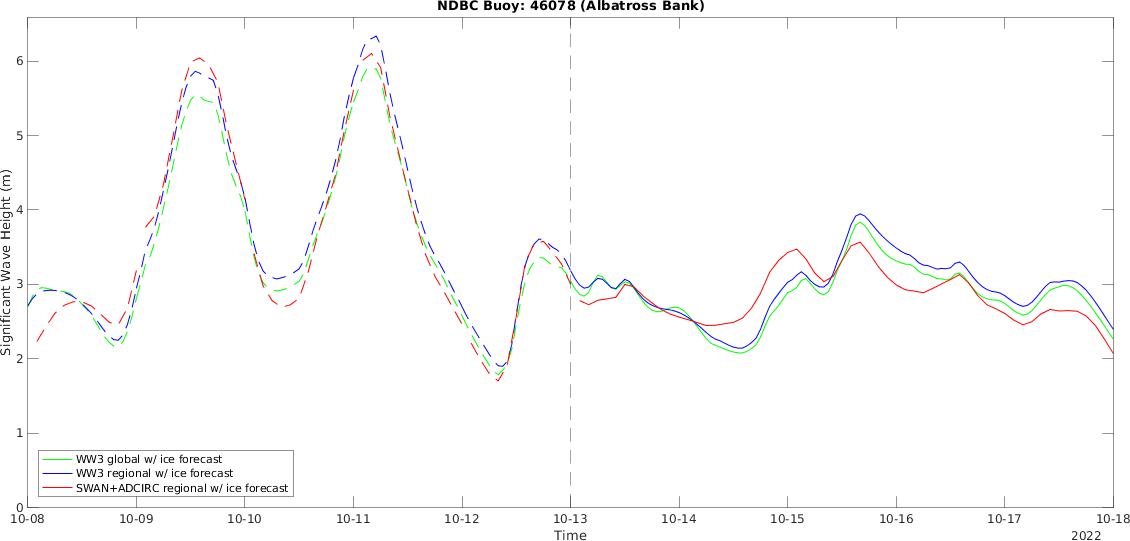 NDBC Buoy: 46078 (Albatross Bank)
Significant Wave Height (m)
6
5
4
3
2
1
0
WW3 global w/ ice forecast
WW3 regional w/ ice forecast
SWAN+ADCIRC regional w/ ice forecast
10-08 10-09 10-10 10-11 10-12 10-13 10-14 10-15 10-16 10-17 10-18
Time
2022